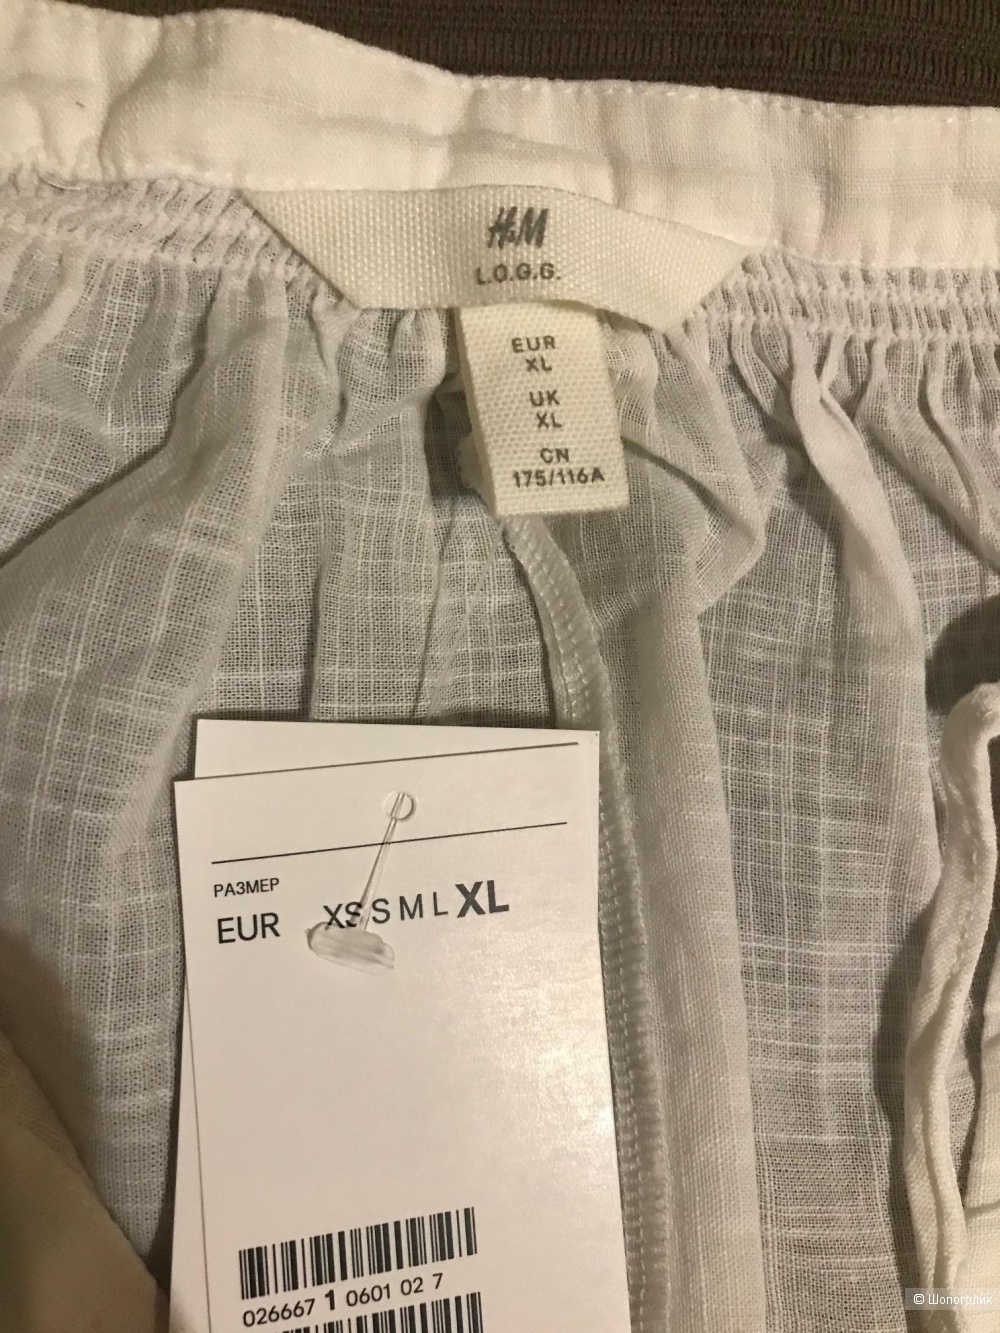 H&M
L.O.G.G.
EUR
XL
UK
XL
CN
175/116A
РАЗМЕР
EUR XS S M L XL
026667 1 0601 02 7
© Шопоголик